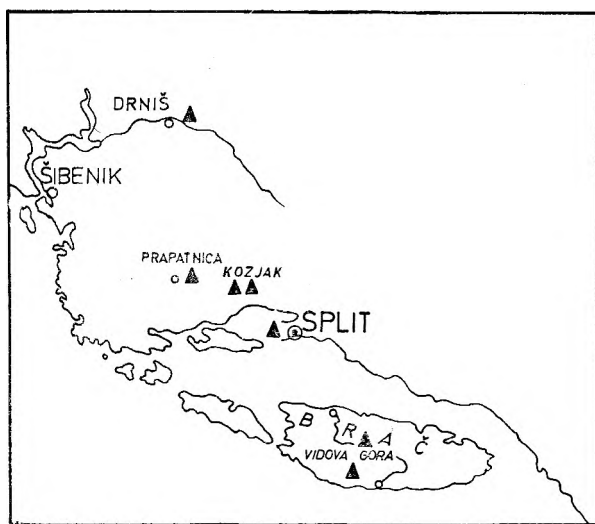 DRNIŠ
ŠIBENIK
PRAPATNICA
KOZJAK
SPLIT
B R A Č
VIDOVA GORA